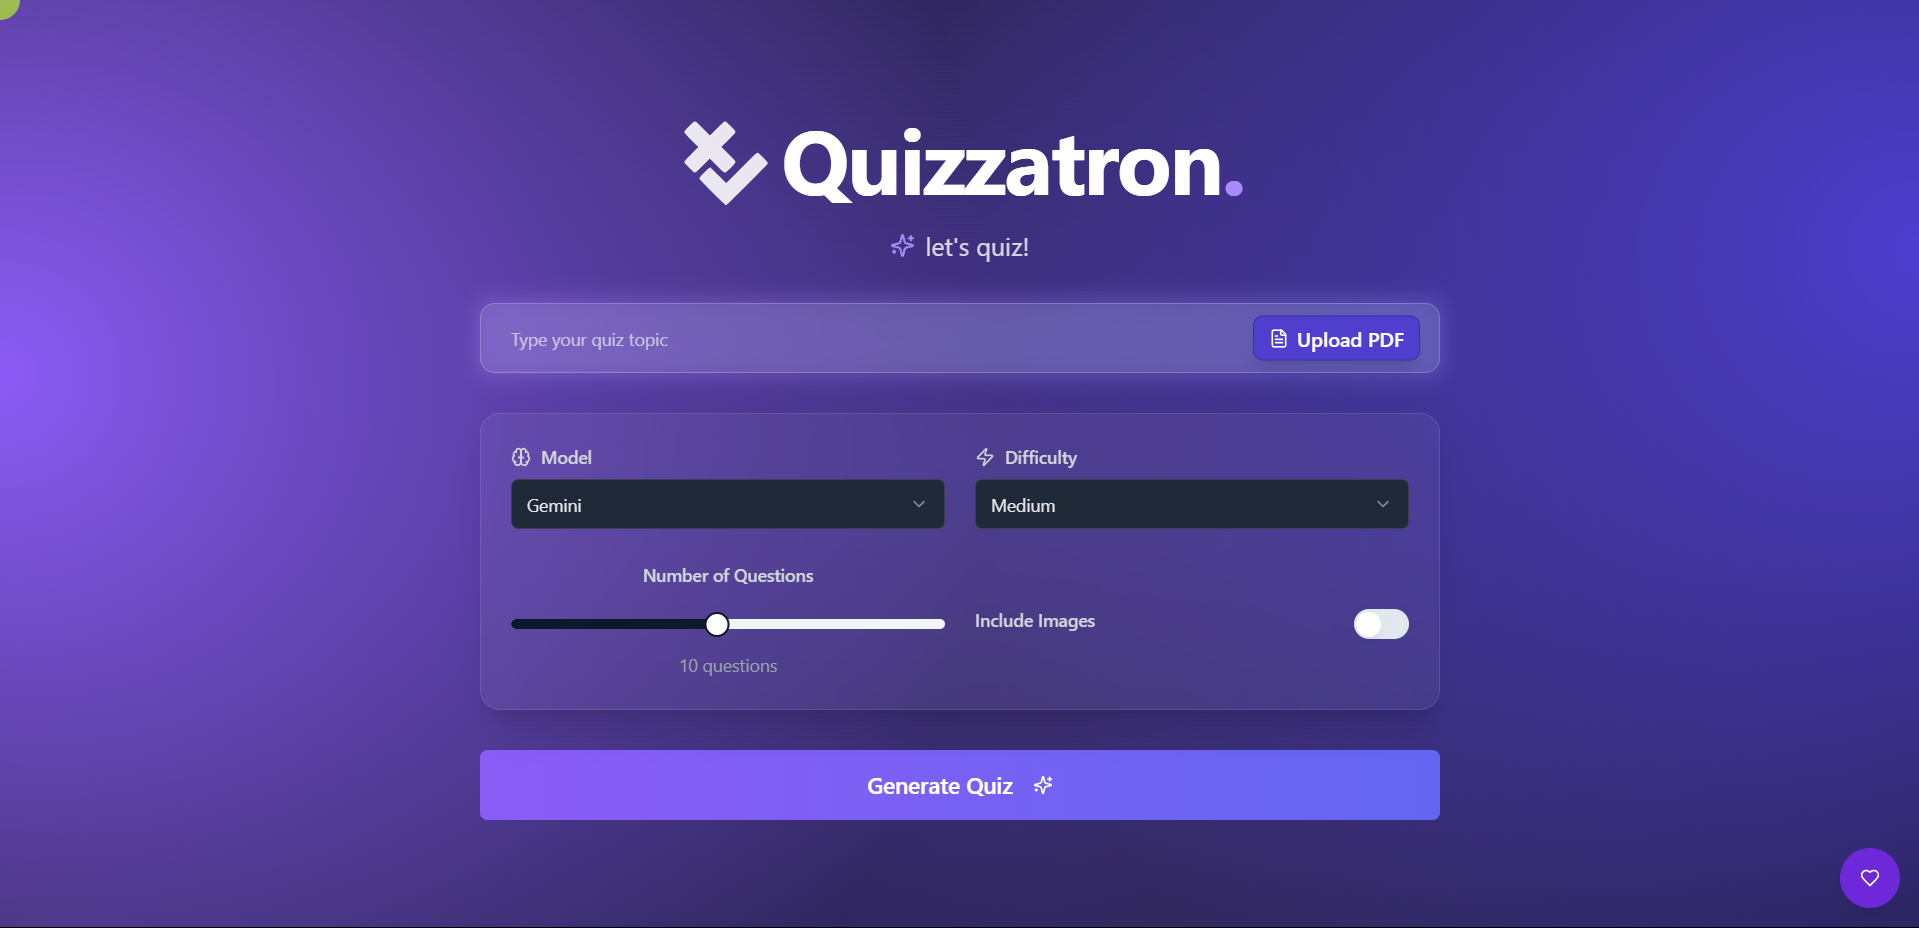 Quizzatron.
let's quiz!
Type your quiz topic
Upload PDF
Model
Difficulty
Gemini
Medium
Number of Questions
Include Images
10 questions
Generate Quiz